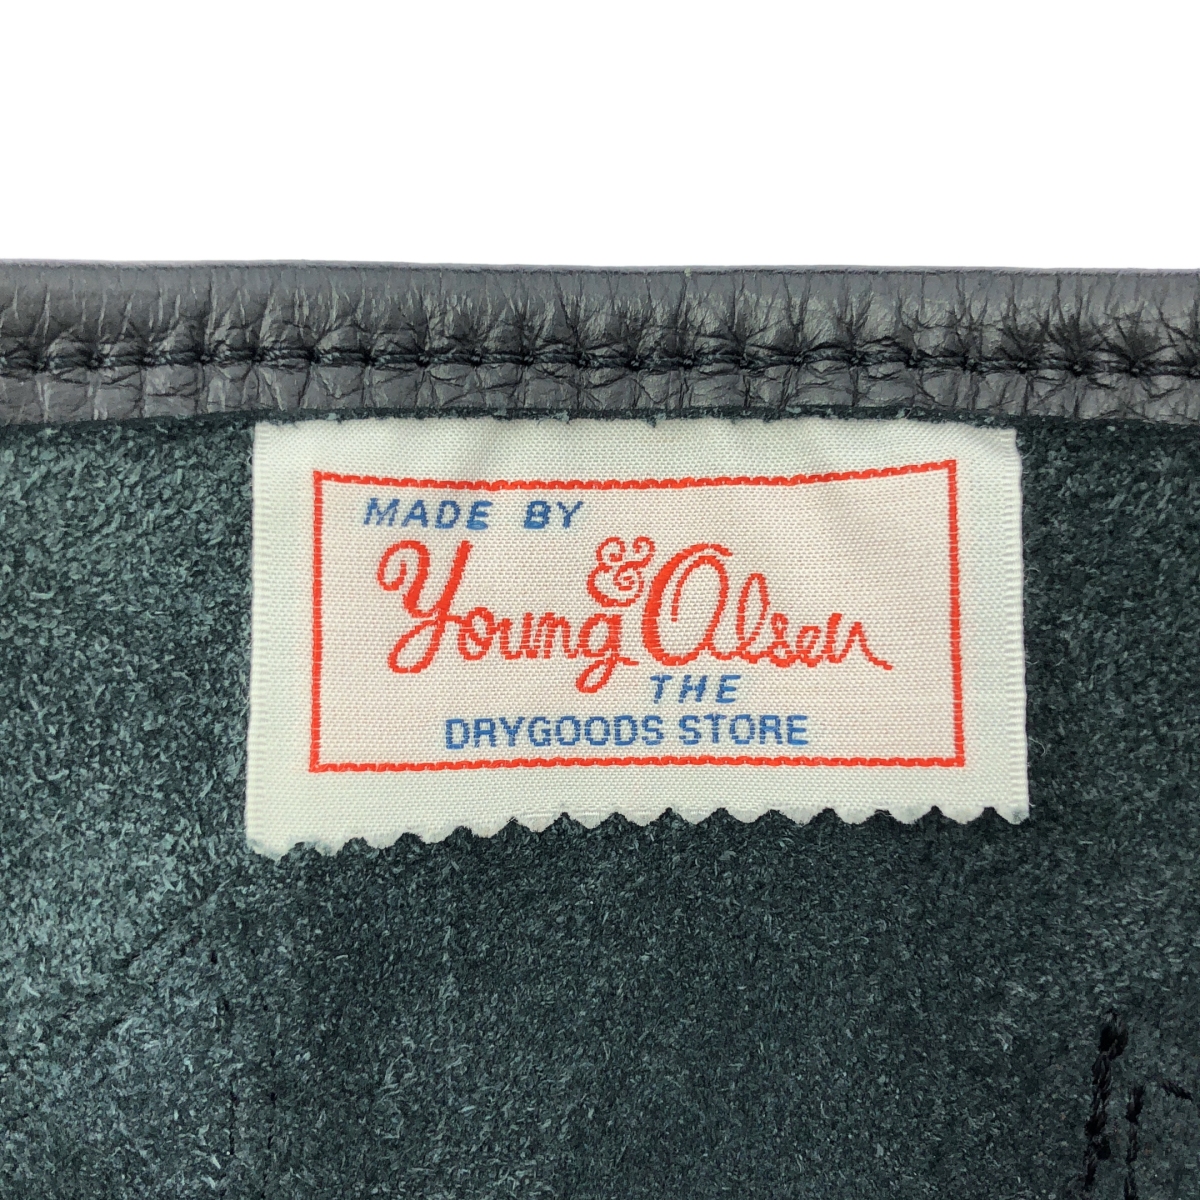 MADE BY
Young & Olsen
THE
DRYGOODS STORE